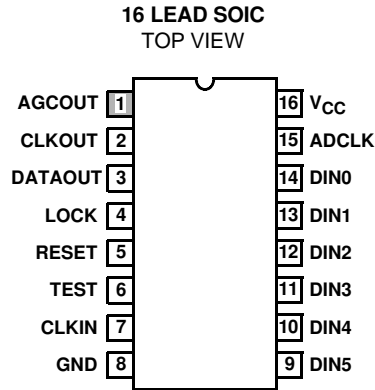 16 LEAD SOIC
TOP VIEW
AGCOUT 1 16 VCC
CLKOUT 2 15 ADCLK
DATAOUT 3 14 DIN0
LOCK 4 13 DIN1
RESET 5 12 DIN2
TEST 6 11 DIN3
CLKIN 7 10 DIN4
GND 8 9 DIN5